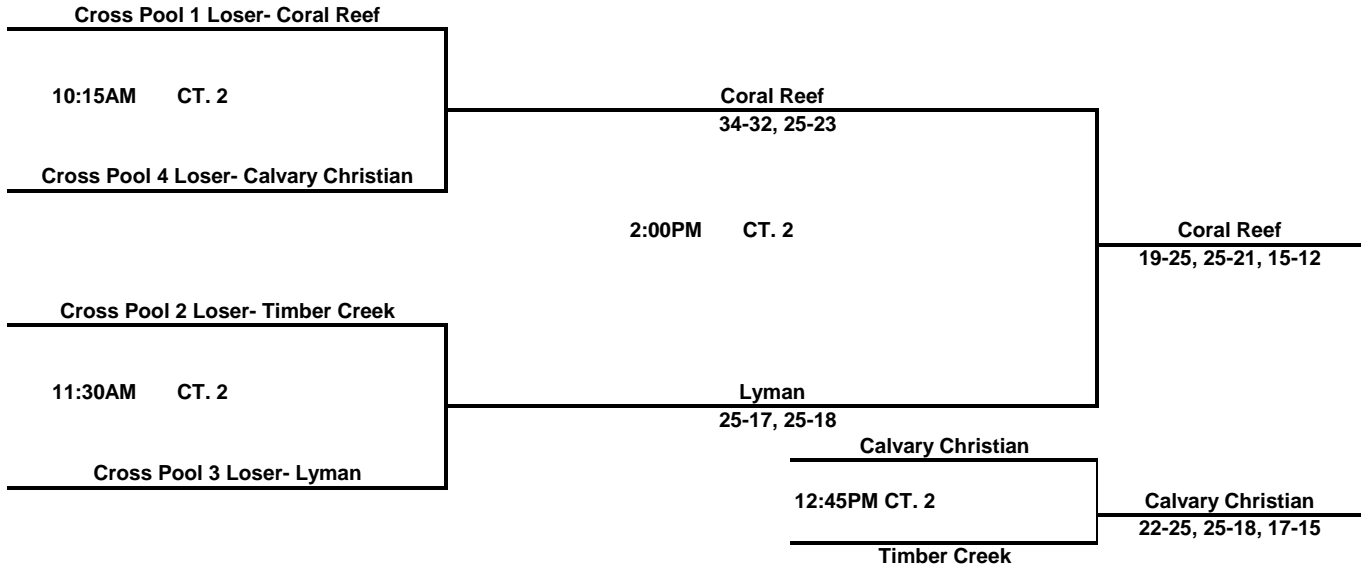 Cross Pool 1 Loser- Coral Reef
10:15AM CT. 2
Coral Reef
34-32, 25-23
Cross Pool 4 Loser- Calvary Christian
2:00PM CT. 2
Coral Reef
19-25, 25-21, 15-12
Cross Pool 2 Loser- Timber Creek
11:30AM CT. 2
Lyman
25-17, 25-18
Cross Pool 3 Loser- Lyman
Calvary Christian
12:45PM CT. 2
Calvary Christian
22-25, 25-18, 17-15
Timber Creek